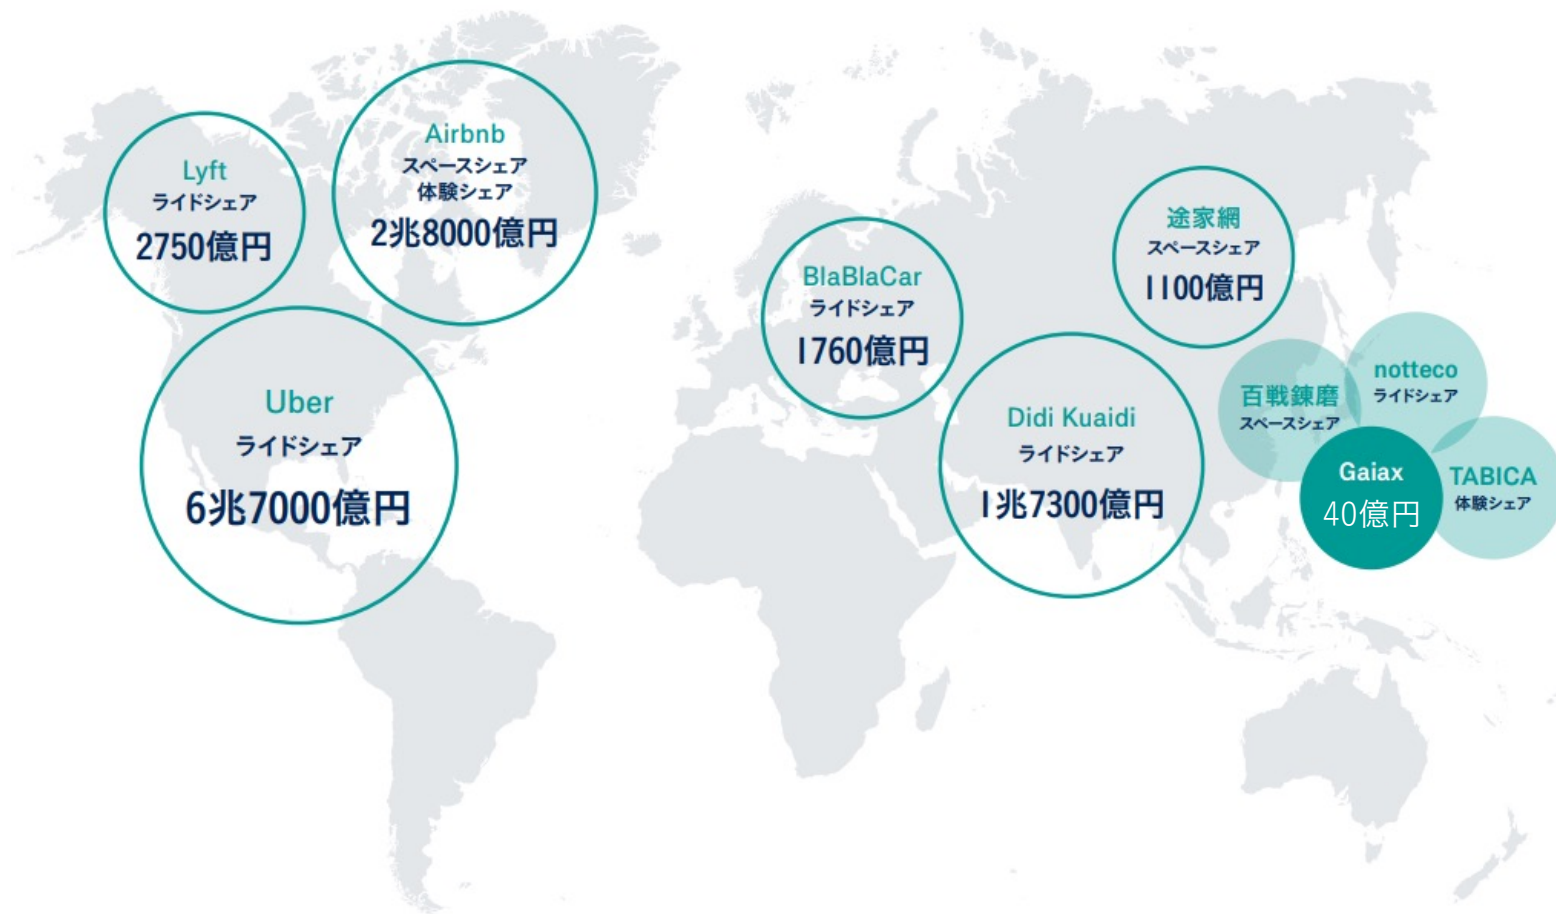 Lyft
ライドシェア
2750億円
Airbnb
スペースシェア
体験シェア
2兆8000億円
Uber
ライドシェア
6兆7000億円
BlaBlaCar
ライドシェア
1760億円
途家網
スペースシェア
1100億円
Didi Kuaidi
ライドシェア
1兆7300億円
百戦錬磨
スペースシェア
notteco
ライドシェア
Gaiax
40億円
TABICA
体験シェア